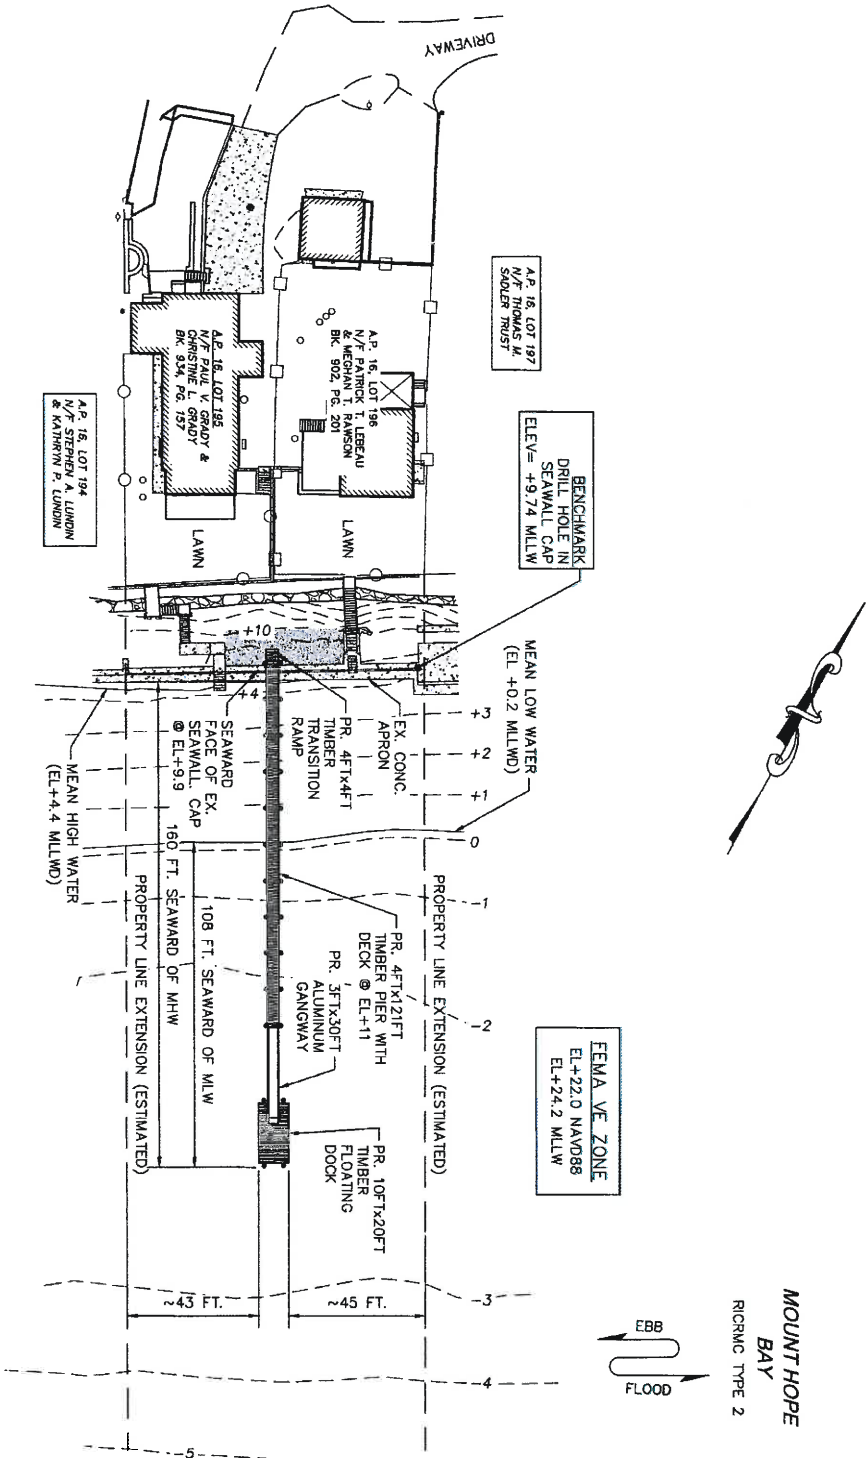 DRIVEWAY
A.P. 16, LOT 197
N/F THOMAS M.
SADLER TRUST
A.P. 16, LOT 196
N/F PATRICK T. LEBEAU
& MEGHAN T. RAWSON
BK. 902, PG. 201
A.P. 16, LOT 195
N/F PAUL V. GRADY &
CHRISTINE L. GRADY
BK. 934, PG. 157
A.P. 16, LOT 194
N/F STEPHEN A. LUNDIN
& KATHRYN P. LUNDIN
BENCHMARK
DRILL HOLE IN
SEAWALL CAP
ELEV= +9.74 MLLW
LAWN
LAWN
+10
+4
MEAN LOW WATER
(EL +0.2 MLLWD)
+3
+2
+1
0
-1
-2
EX. CONC.
APRON
PR. 4FTx4FT
TIMBER
TRANSITION
RAMP
SEAWARD
FACE OF EX.
SEAWALL CAP
@ EL+9.9
MEAN HIGH WATER
(EL+4.4 MLLWD)
160 FT. SEAWARD OF MHW
108 FT. SEAWARD OF MLW
PROPERTY LINE EXTENSION (ESTIMATED)
PROPERTY LINE EXTENSION (ESTIMATED)
PR. 4FTx121FT
TIMBER PIER WITH
DECK @ EL+11
PR. 3FTx30FT
ALUMINUM
GANGWAY
PR. 10FTx20FT
TIMBER
FLOATING
DOCK
FEMA VE ZONE
EL+22.0 NAVD88
EL+24.2 MLLW
~43 FT.
~45 FT.
-3
-4
-5
EBB
FLOOD
MOUNT HOPE
BAY
RICRMC TYPE 2